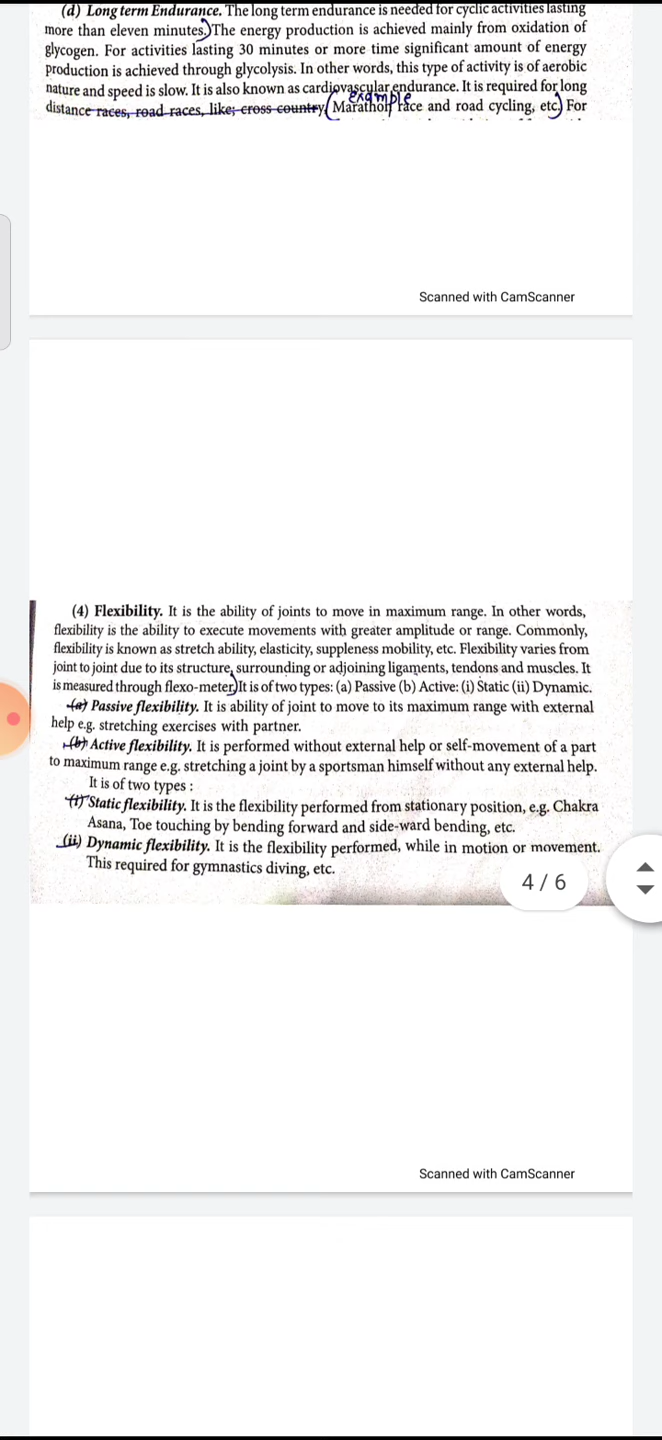 (d) Long term Endurance. The long term endurance is needed for cyclic activities lasting
more than eleven minutes.) The energy production is achieved mainly from oxidation of
glycogen. For activities lasting 30 minutes or more time significant amount of energy
production is achieved through glycolysis. In other words, this type of activity is of aerobic
nature and speed is slow. It is also known as cardiovascular endurance. It is required for long
example
distance races, road races, like; cross country (Marathon race and road cycling, etc.) For
Scanned with CamScanner
(4) Flexibility. It is the ability of joints to move in maximum range. In other words,
flexibility is the ability to execute movements with greater amplitude or range. Commonly,
flexibility is known as stretch ability, elasticity, suppleness mobility, etc. Flexibility varies from
joint to joint due to its structure, surrounding or adjoining ligaments, tendons and muscles. It
is measured through flexo-meter.) It is of two types: (a) Passive (b) Active: (i) Static (ii) Dynamic.
(a) Passive flexibility. It is ability of joint to move to its maximum range with external
help e.g. stretching exercises with partner.
(b) Active flexibility. It is performed without external help or self-movement of a part
to maximum range e.g. stretching a joint by a sportsman himself without any external help.
It is of two types :
(i) Static flexibility. It is the flexibility performed from stationary position, e.g. Chakra
Asana, Toe touching by bending forward and side-ward bending, etc.
(ii) Dynamic flexibility. It is the flexibility performed, while in motion or movement.
This required for gymnastics diving, etc.
4 / 6
Scanned with CamScanner